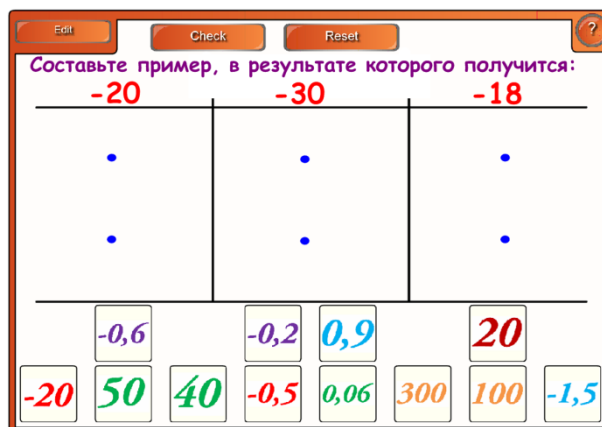 Edit Check Reset ?
Составьте пример, в результате которого получится:
-20 -30 -18
-0,6 -0,2 0,9 20
-20 50 40 -0,5 0,06 300 100 -1,5